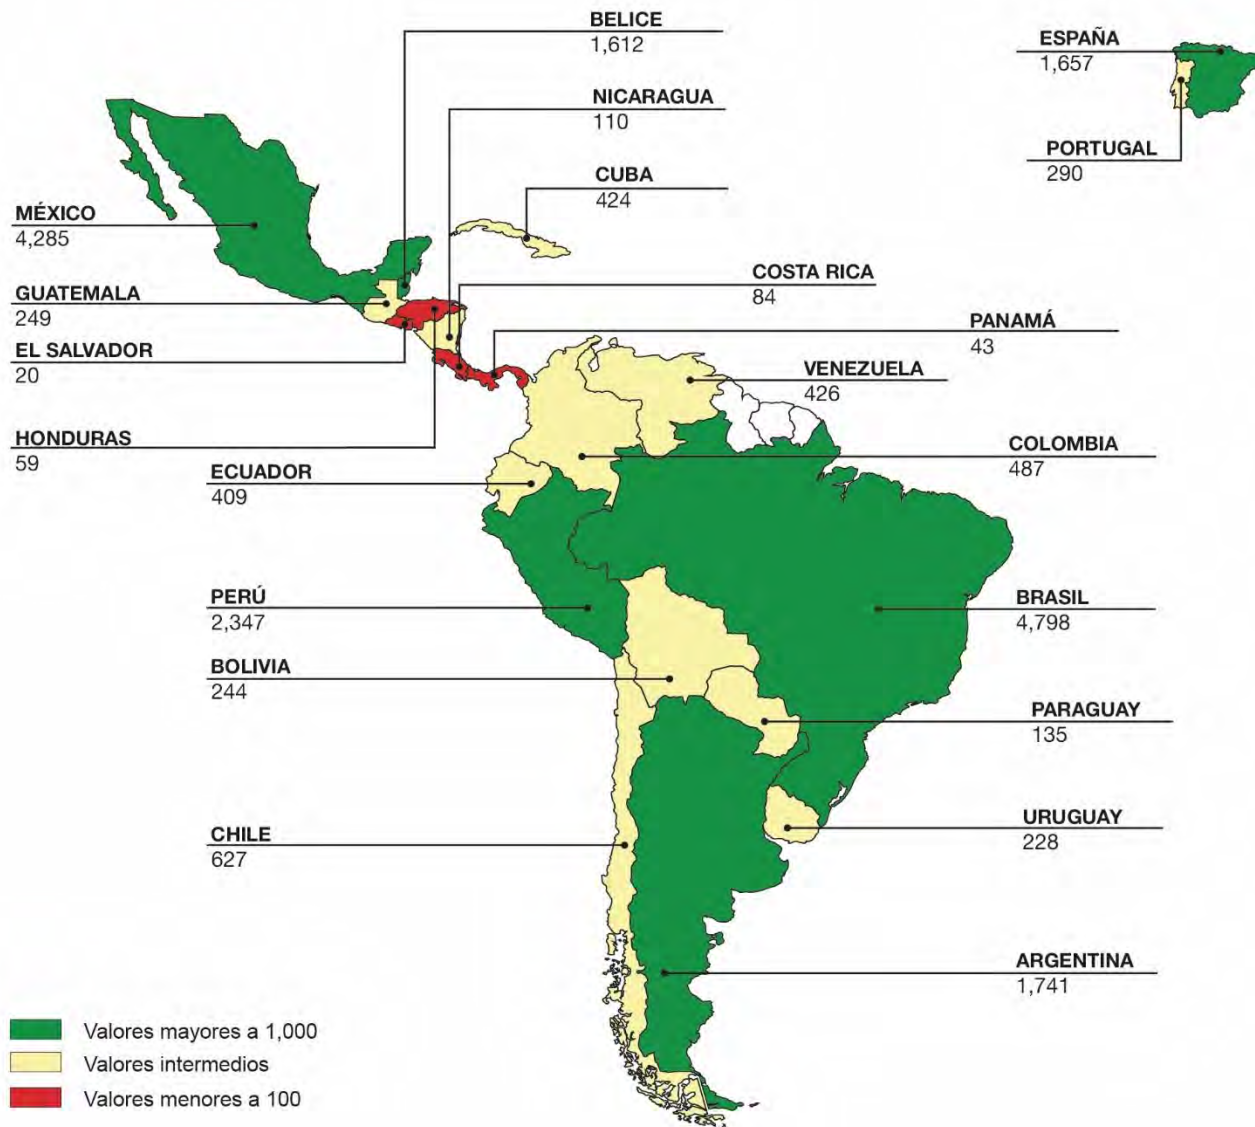 BELICE
1,612
ESPAÑA
1,657
NICARAGUA
110
PORTUGAL
290
CUBA
424
MÉXICO
4,285
COSTA RICA
84
GUATEMALA
249
PANAMÁ
43
EL SALVADOR
20
VENEZUELA
426
HONDURAS
59
COLOMBIA
487
ECUADOR
409
PERÚ
2,347
BRASIL
4,798
BOLIVIA
244
PARAGUAY
135
CHILE
627
URUGUAY
228
ARGENTINA
1,741
Valores mayores a 1,000
Valores intermedios
Valores menores a 100